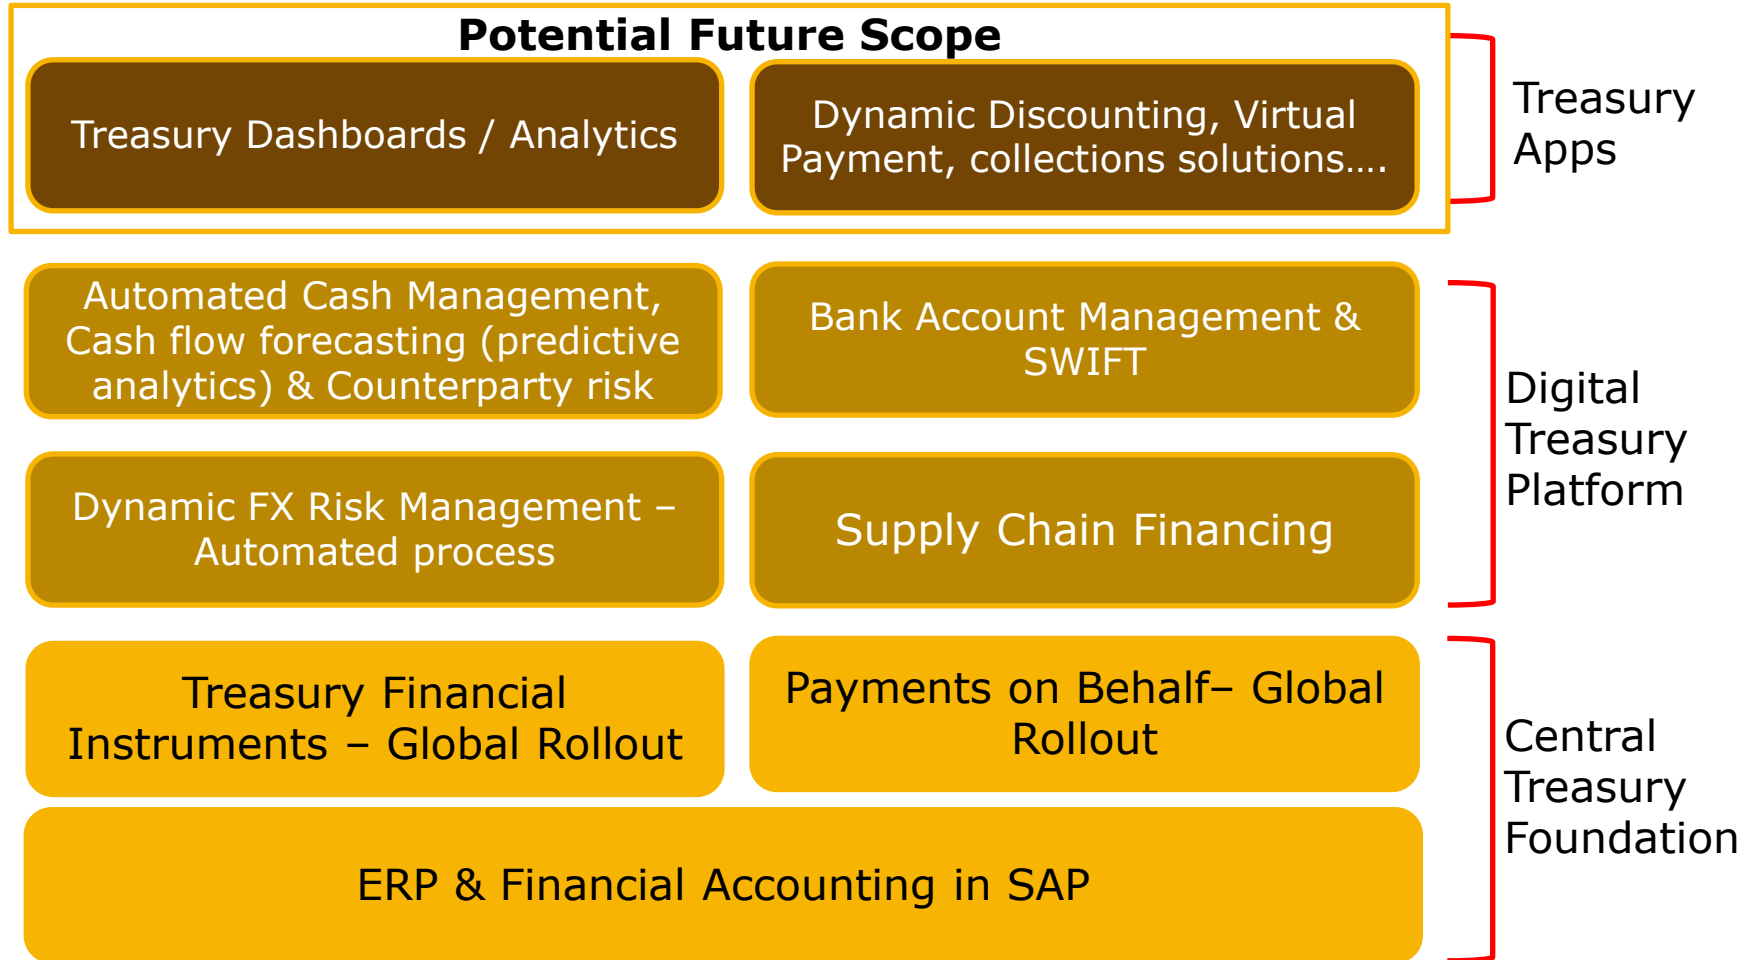 Potential Future Scope
Treasury Dashboards / Analytics
Dynamic Discounting, Virtual
Payment, collections solutions....
Treasury
Apps
Automated Cash Management,
Cash flow forecasting (predictive
analytics) & Counterparty risk
Bank Account Management &
SWIFT
Dynamic FX Risk Management –
Automated process
Supply Chain Financing
Digital
Treasury
Platform
Treasury Financial
Instruments – Global Rollout
Payments on Behalf– Global
Rollout
ERP & Financial Accounting in SAP
Central
Treasury
Foundation